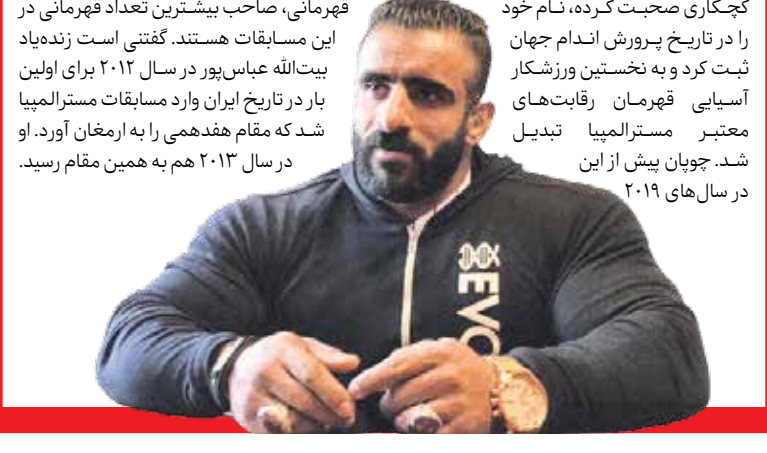 گچکاری صحبت کرده، نام خود
را در تاریخ پرورش اندام جهان
ثبت کرد و به نخستین ورزشکار
آسیایی قهرمان رقابت‌های
معتبر مسترالمپیا تبدیل
شد. چوپان پیش از این
در سال‌های ۲۰۱۹
قهرمانی، صاحب بیشترین تعداد قهرمانی در
این مسابقات هستند. گفتنی است زنده‌یاد
بیت‌الله عباس‌پور در سال ۲۰۱۲ برای اولین
بار در تاریخ ایران وارد مسابقات مسترالمپیا
شد که مقام هفدهمی را به ارمغان آورد. او
در سال ۲۰۱۳ هم به همین مقام رسید.